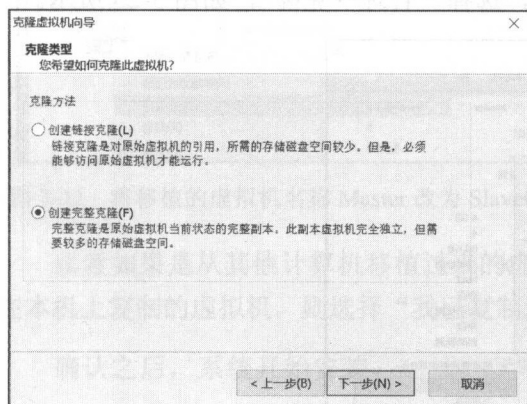 克隆虚拟机向导
克隆类型
您希望如何克隆此虚拟机?
克隆方法
创建链接克隆(L)
链接克隆是对原始虚拟机的引用，所需的存储磁盘空间较少。但是，必须
能够访问原始虚拟机才能运行。
创建完整克隆(F)
完整克隆是原始虚拟机当前状态的完整副本，此副本虚拟机完全独立，但需
要较多的存储磁盘空间。
< 上一步(B) 下一步(N) > 取消